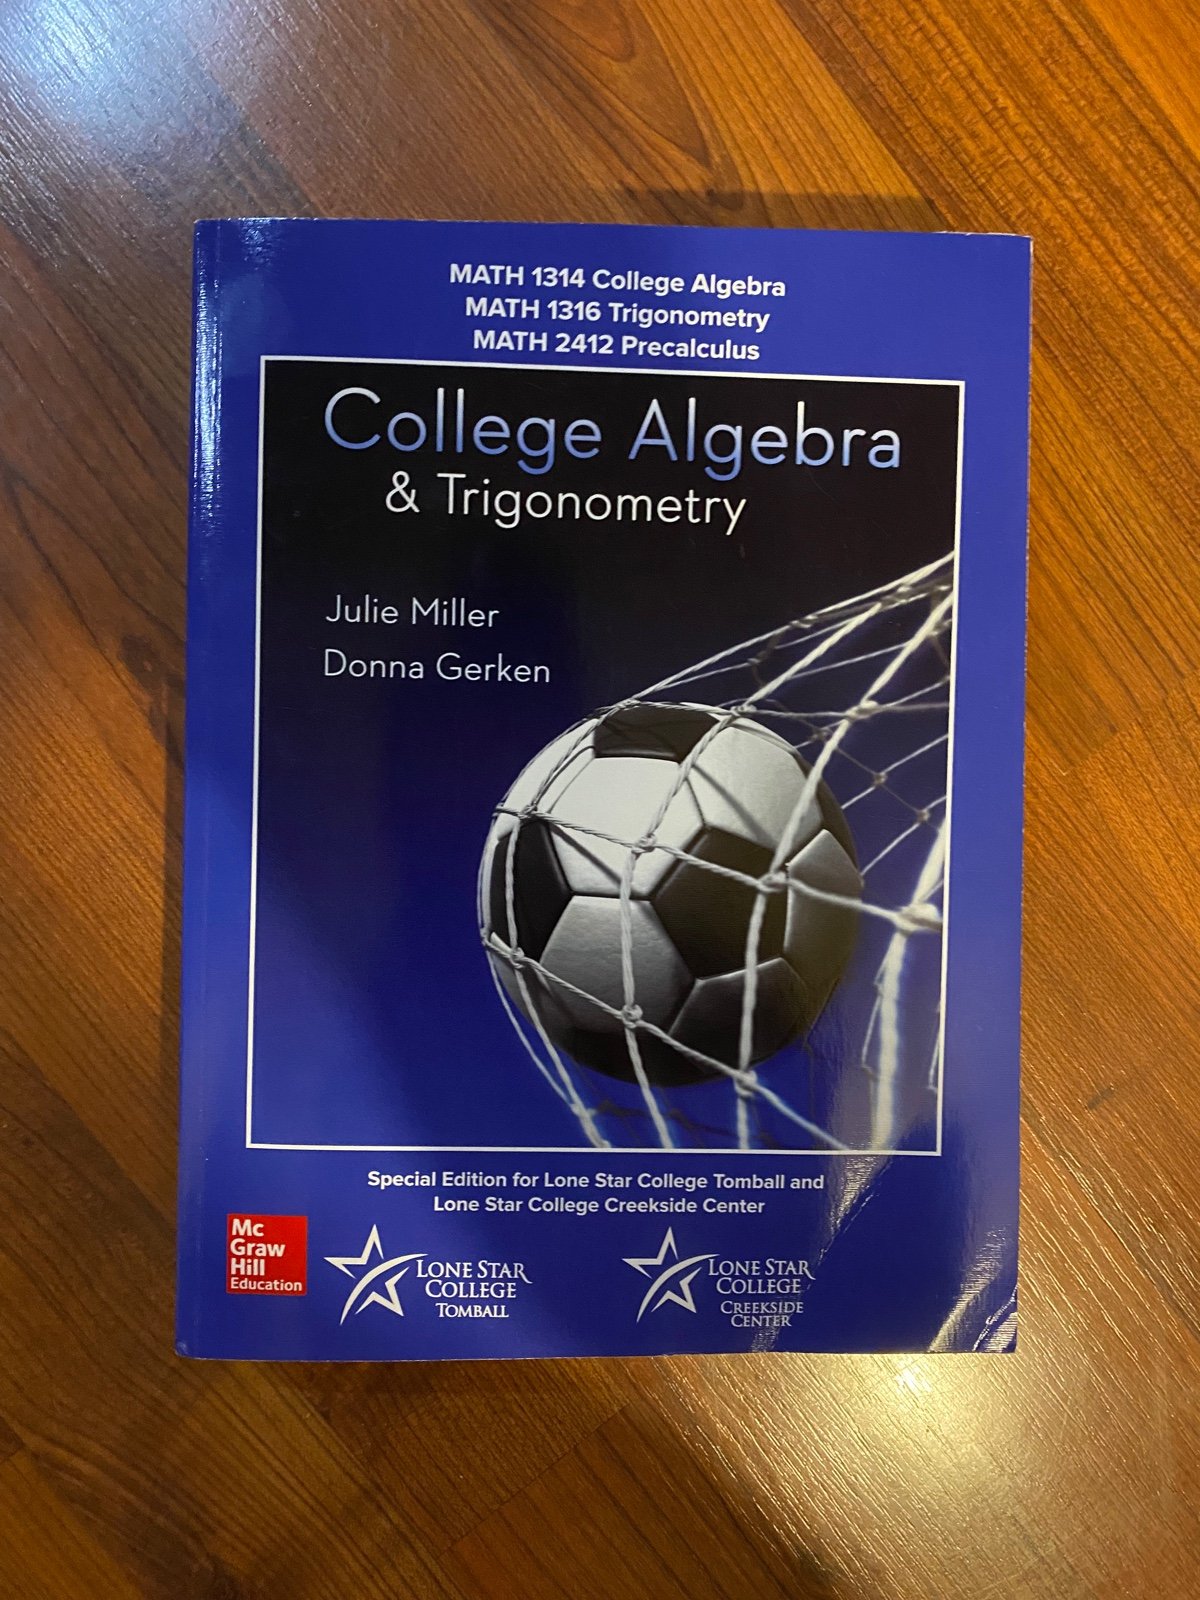 MATH 1314 College Algebra
MATH 1316 Trigonometry
MATH 2412 Precalculus
College Algebra
& Trigonometry
Julie Miller
Donna Gerken
Special Edition for Lone Star College Tomball and
Lone Star College Creekside Center
Mc
Graw
Hill
Education
LONE STAR
COLLEGE
TOMBALL
LONE STAR
COLLEGE
CREEKSIDE
CENTER